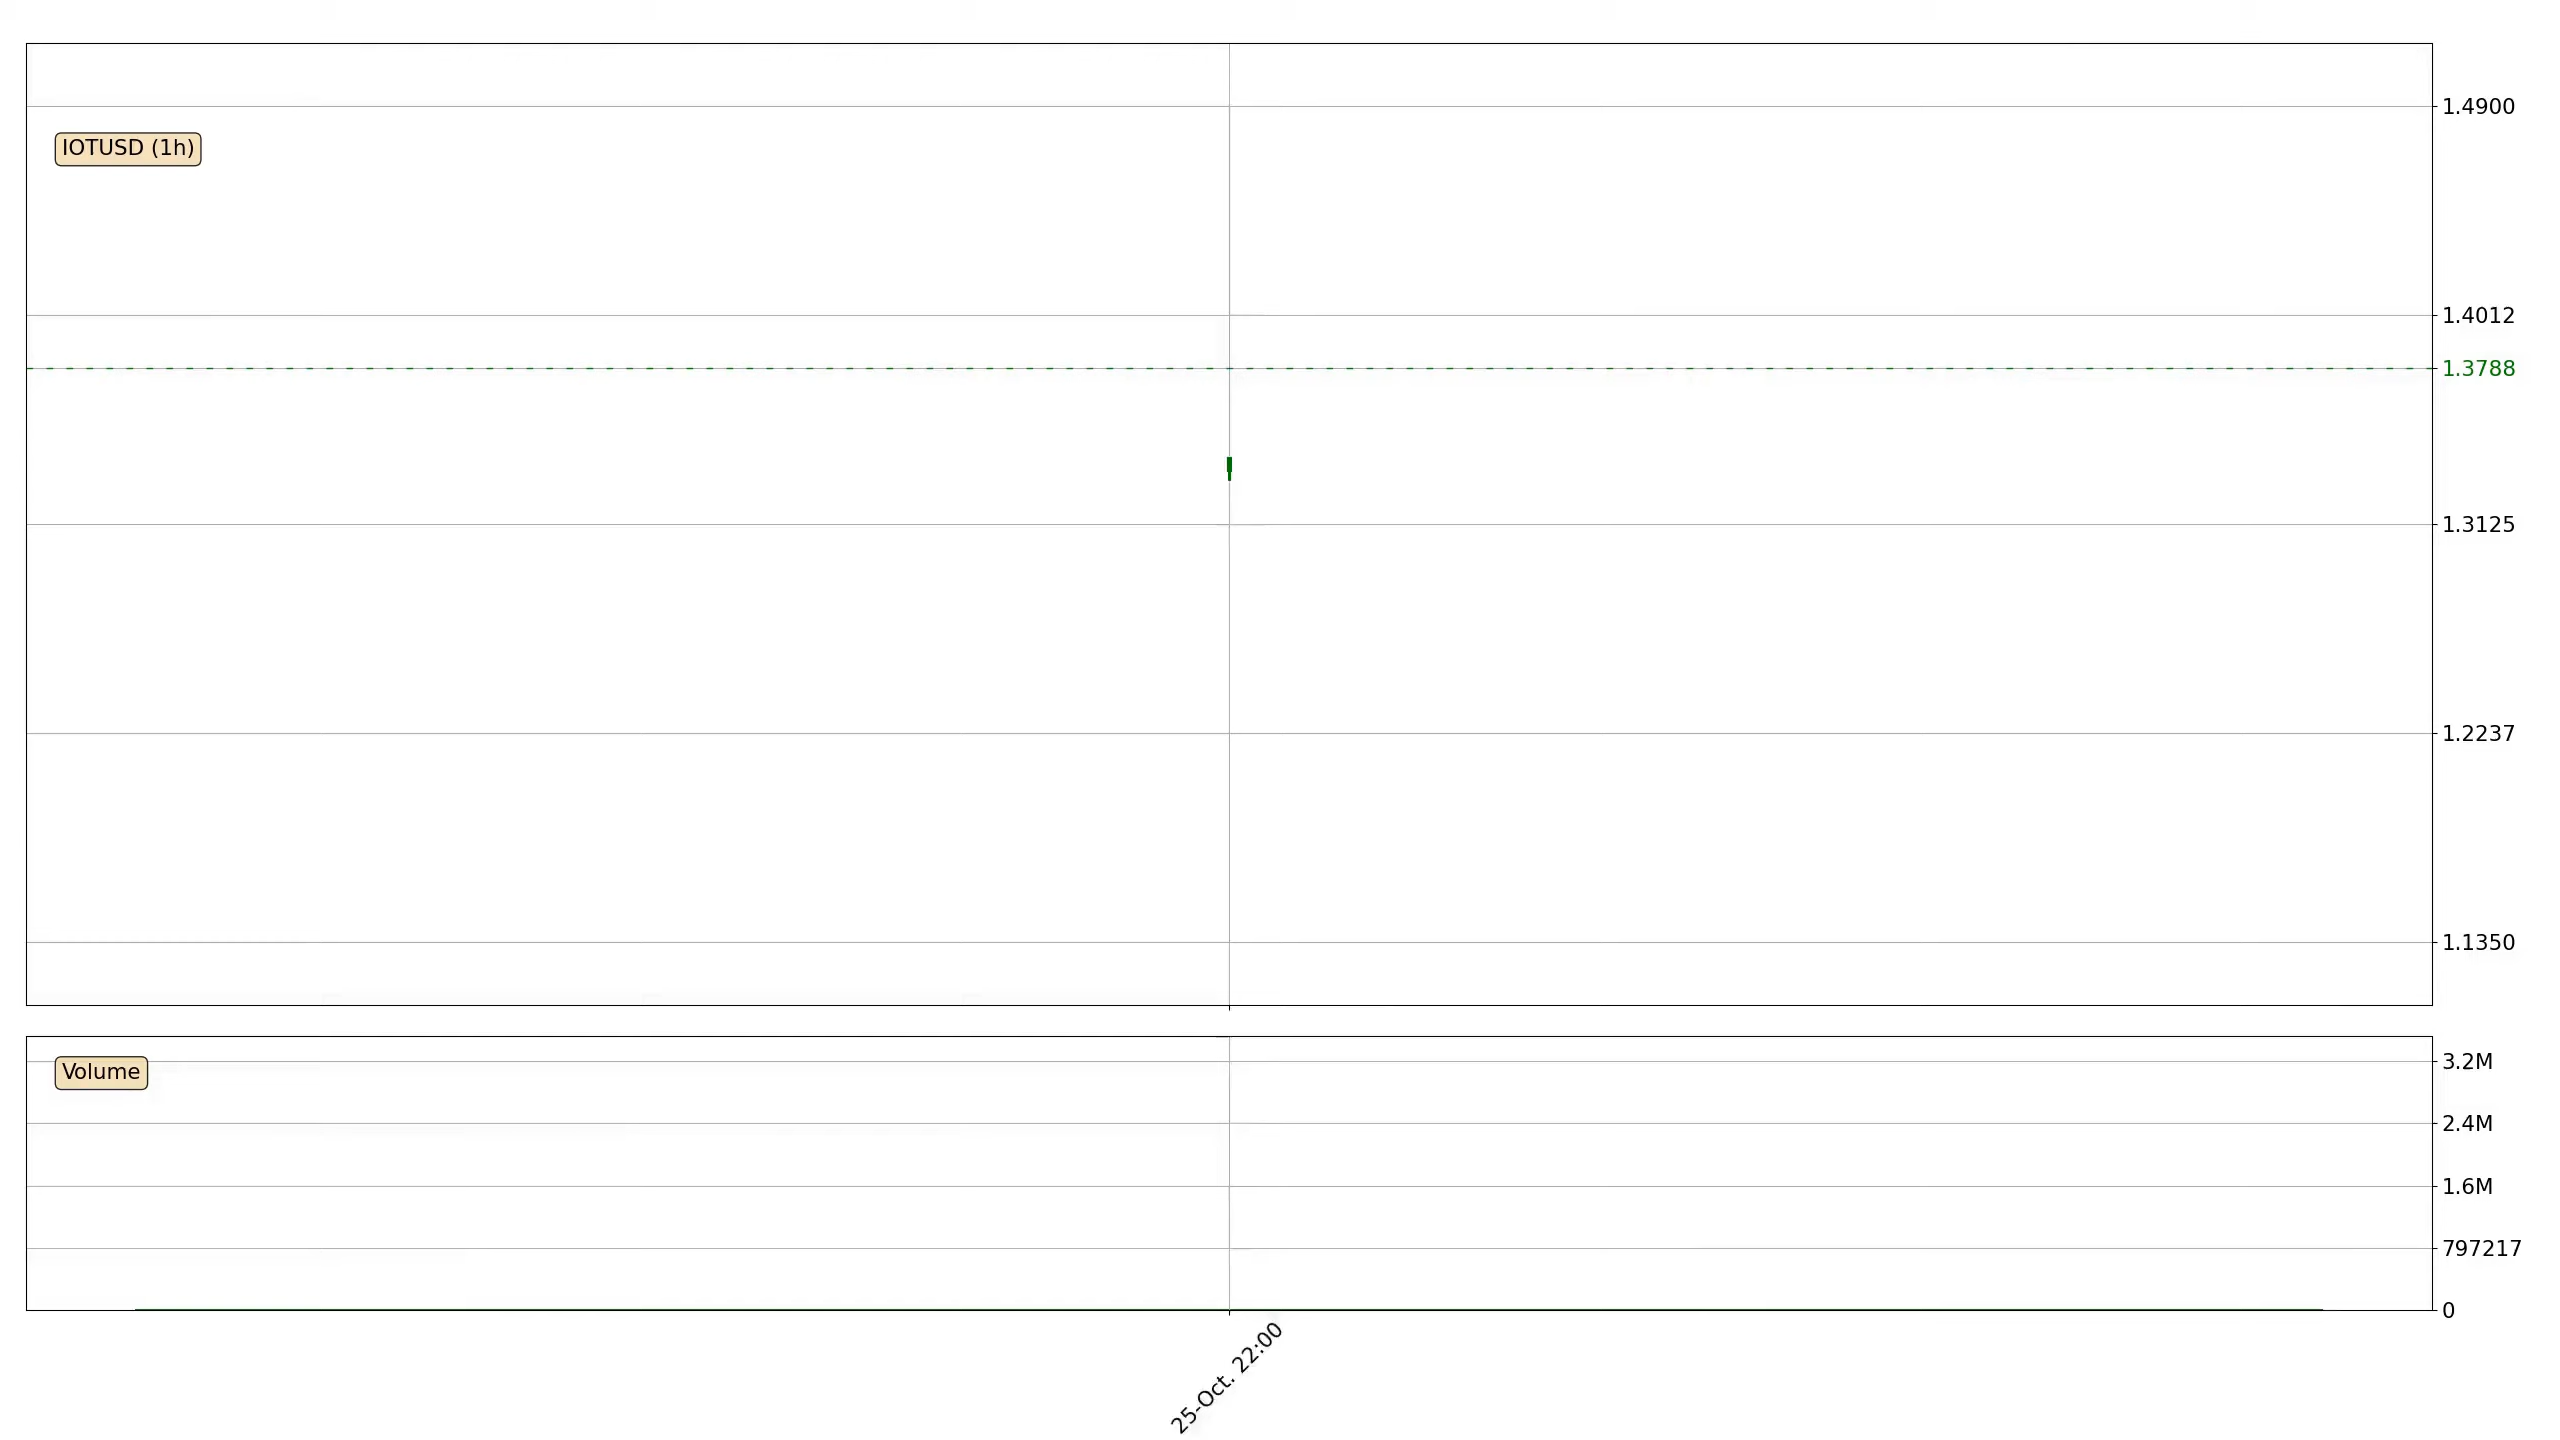 1.4900
IOTUSD (1h)
1.4012
1.3788
1.3125
1.2237
1.1350
Volume
3.2M
2.4M
1.6M
797217
0
25-Oct. 22:00